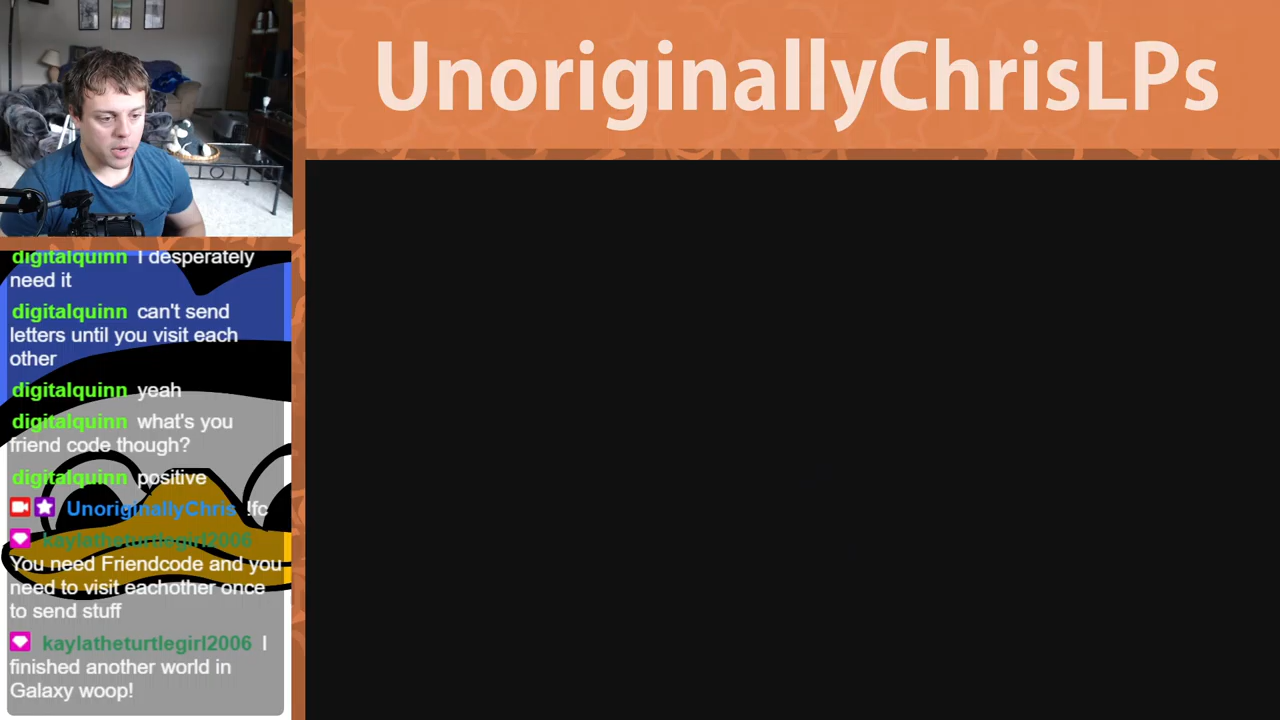 UnoriginallyChrisLPs
digitalquinn I desperately
need it
digitalquinn can't send
letters until you visit each
other
digitalquinn yeah
digitalquinn what's you
friend code though?
digitalquinn positive
UnoriginallyChris !fc
kaylatheturtlegirl2006
You need Friendcode and you
need to visit eachother once
to send stuff
kaylatheturtlegirl2006 I
finished another world in
Galaxy woop!